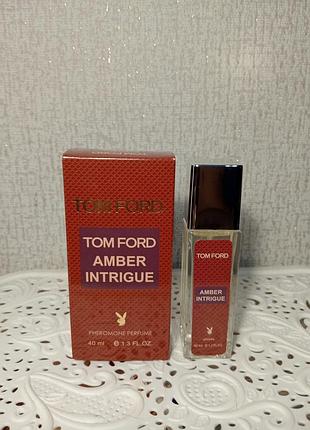 TOM FORD
TOM FORD
AMBER
INTRIGUE
PHEROMONE PERFUME
40 ml ℮ 1.3 FL.OZ.
TOM FORD
AMBER
INTRIGUE